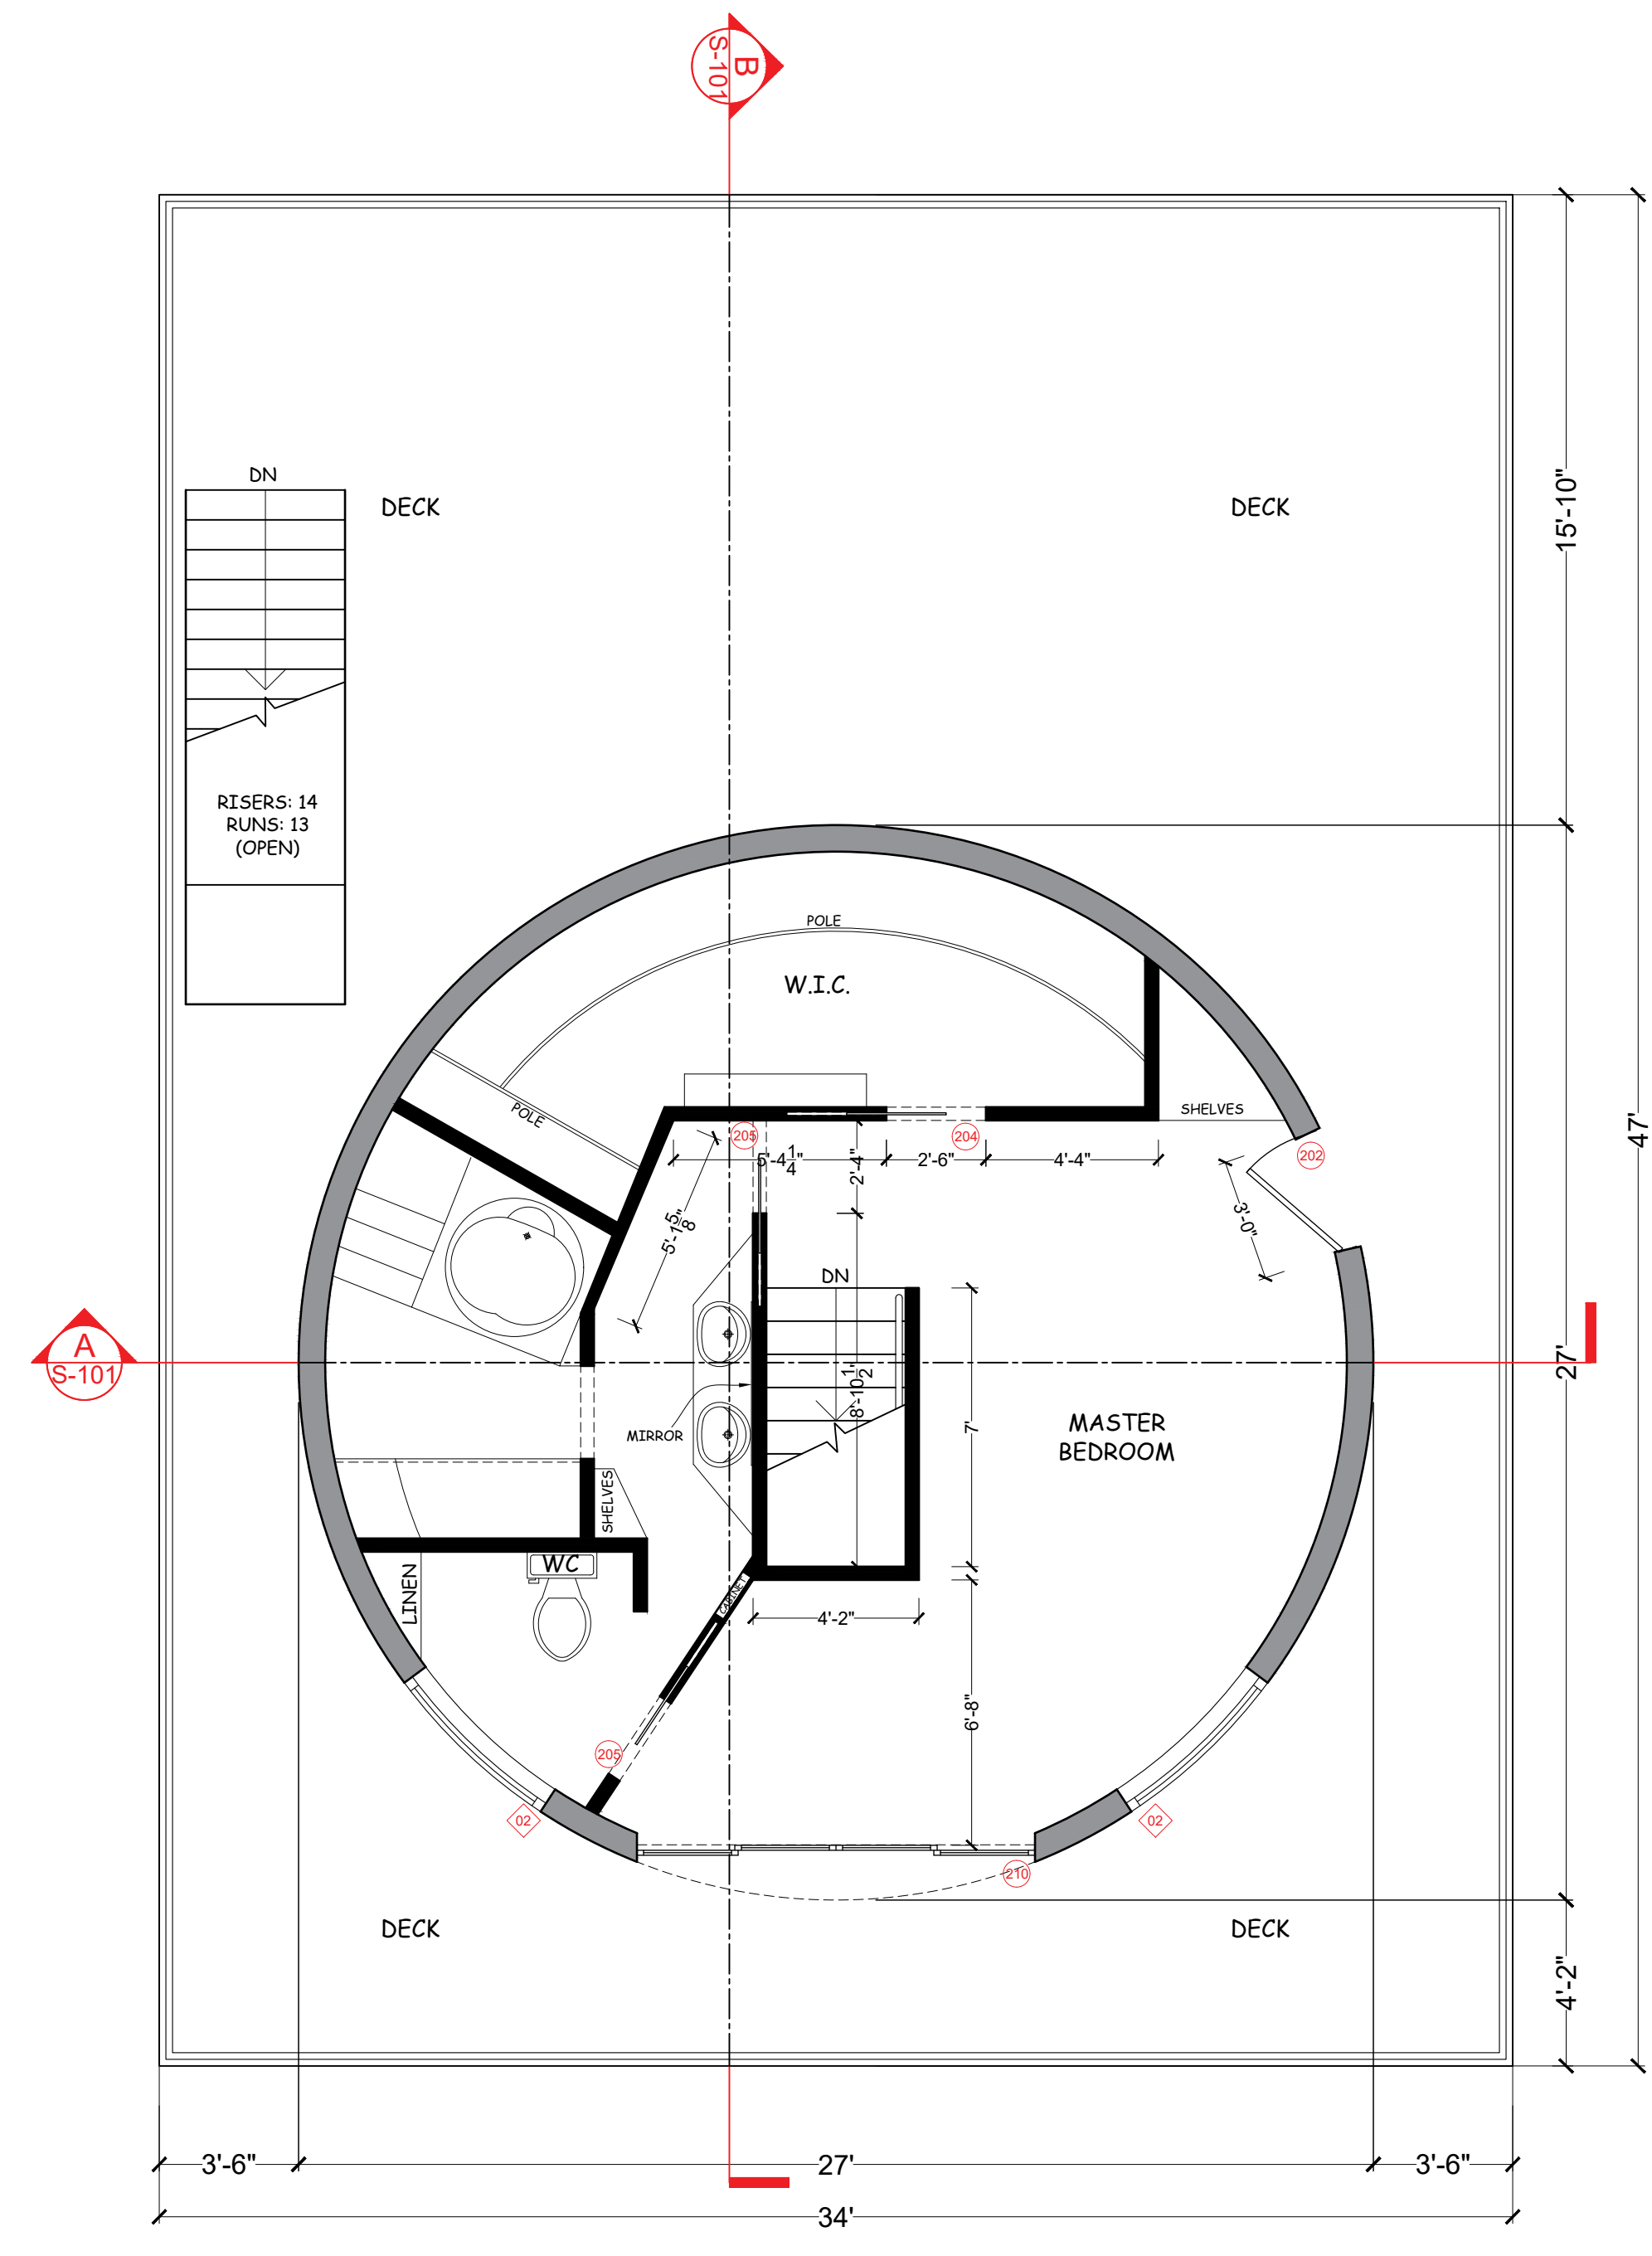 B
S-101
DN
DECK
DECK
15'-10"
47'
RISERS: 14
RUNS: 13
(OPEN)
POLE
W.I.C.
POLE
SHELVES
205
204
202
5'-4 1/4"
2'-4"
2'-6"
4'-4"
3'-0"
5'-1 5/8"
DN
A
S-101
27'
8'-10 1/2"
7'
MASTER
BEDROOM
MIRROR
SHELVES
WC
LINEN
CABINET
4'-2"
6'-8"
205
02
02
210
DECK
DECK
4'-2"
3'-6"
27'
3'-6"
34'